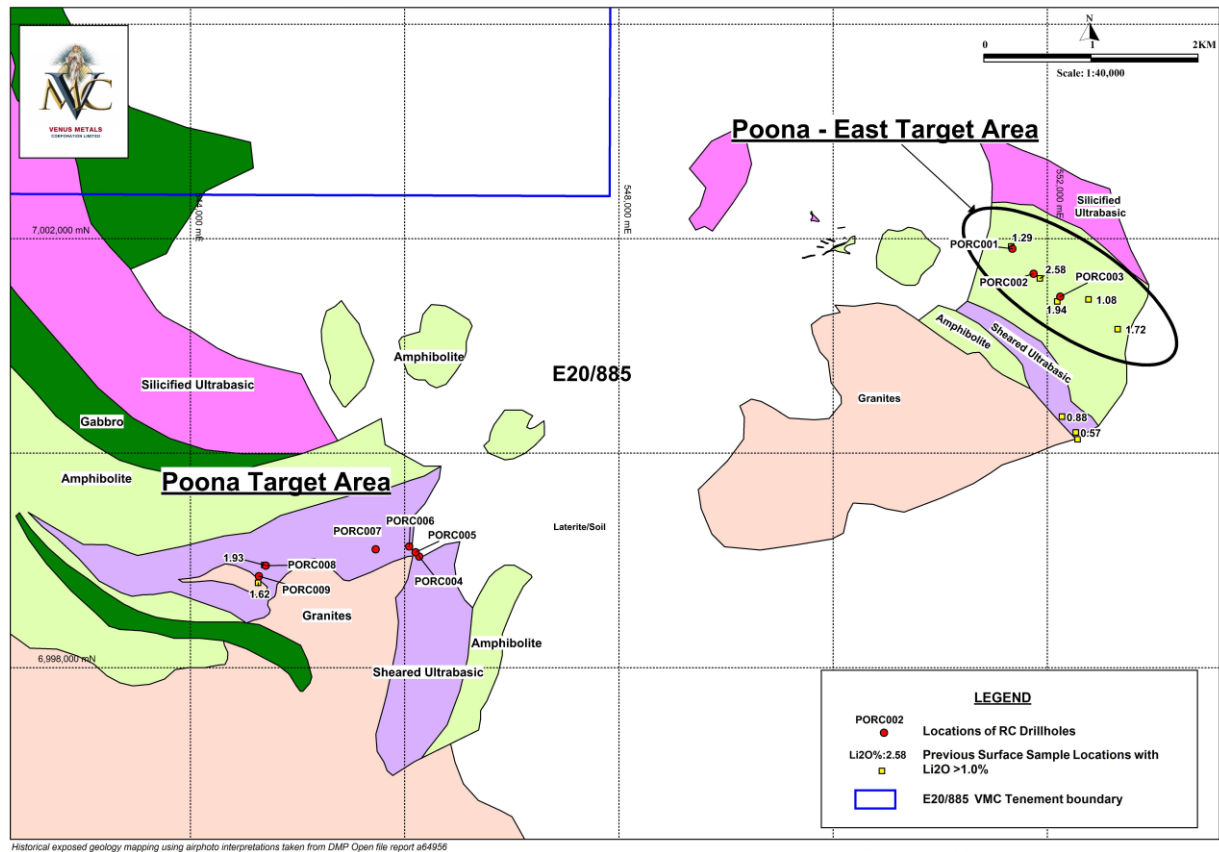 VMC
VENUS METALS
CORPORATION LIMITED
N
0 1 2KM
Scale: 1:40,000
Poona - East Target Area
548,000 mE
552,000 mE
4,000 mE
7,002,000 mN
Silicified
Ultrabasic
1.29
PORC001
2.58
PORC002
PORC003
1.94
1.08
1.72
Amphibolite
Amphibolite
Sheared Ultrabasic
E20/885
Silicified Ultrabasic
Granites
Gabbro
0.88
0.57
Amphibolite
Poona Target Area
PORC006
PORC007
PORC005
Laterite/Soil
1.93
PORC008
PORC004
PORC009
1.62
Granites
Amphibolite
6,998,000 mN
Sheared Ultrabasic
LEGEND
PORC002
Locations of RC Drillholes
Li2O%:2.58
Previous Surface Sample Locations with
Li2O >1.0%
E20/885 VMC Tenement boundary
Historical exposed geology mapping using airphoto interpretations taken from DMP Open file report a64956